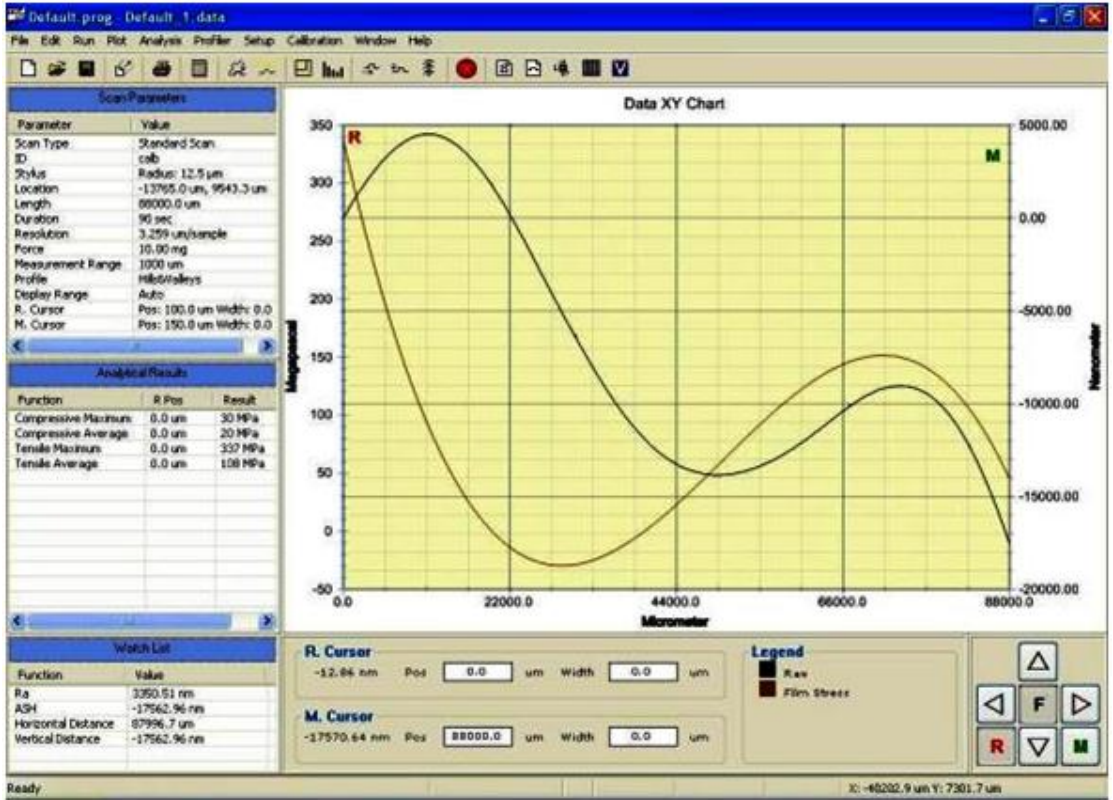 Default.prog - Default_1.data
File Edit Run Plot Analysis Profiler Setup Calibration Window Help
Scan Parameters
Parameter Value
Scan Type Standard Scan
ID calb
Stylus Radius: 12.5 µm
Location -13765.0 um, 9543.3 um
Length 88000.0 um
Duration 90 sec
Resolution 3.259 um/sample
Force 10.00 mg
Measurement Range 1000 um
Profile Hills&Valleys
Display Range Auto
R. Cursor Pos: 100.0 um Width: 0.0
M. Cursor Pos: 150.0 um Width: 0.0
Analytical Results
Function R Pos Result
Compressive Maximum 0.0 um 30 MPa
Compressive Average 0.0 um 20 MPa
Tensile Maximum 0.0 um 337 MPa
Tensile Average 0.0 um 108 MPa
Watch List
Function Value
Ra 3350.51 nm
ASH -17562.96 nm
Horizontal Distance 87996.7 um
Vertical Distance -17562.96 nm
Data XY Chart
R
M
350
300
250
200
150
100
50
0
-50
Megapascal
5000.00
0.00
-5000.00
-10000.00
-15000.00
-20000.00
Nanometer
0.0 22000.0 44000.0 66000.0 88000.0
Micrometer
R. Cursor
-12.86 nm Pos 0.0 um Width 0.0 um
M. Cursor
-17570.64 nm Pos 88000.0 um Width 0.0 um
Legend
Raw
Film Stress
F
R M
Ready X: -48202.9 um Y: 7301.7 um